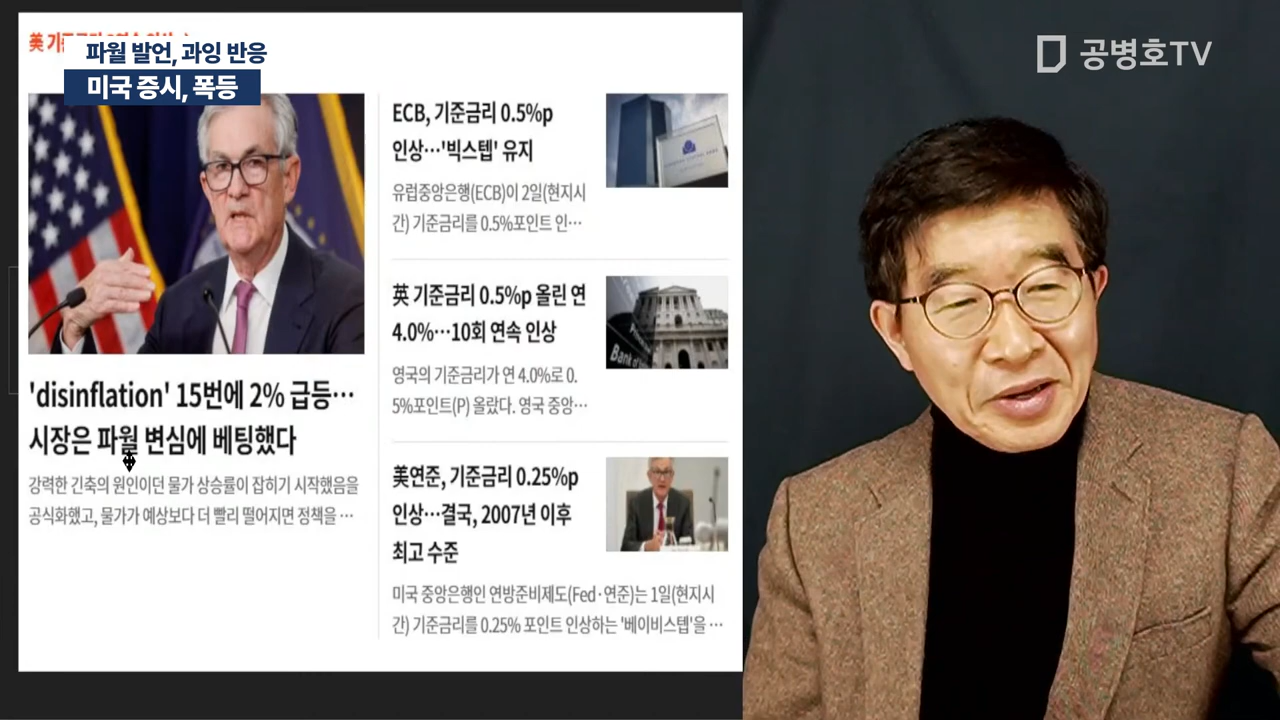 英 기
파월 발언, 과잉 반응
미국 증시, 폭등
공병호TV
'disinflation' 15번에 2% 급등…
시장은 파월 변심에 베팅했다
강력한 긴축의 원인이던 물가 상승률이 잡히기 시작했음을
공식화했고, 물가가 예상보다 더 빨리 떨어지면 정책을 …
ECB, 기준금리 0.5%p
인상…'빅스텝' 유지
유럽중앙은행(ECB)이 2일(현지시
간) 기준금리를 0.5%포인트 인…
英 기준금리 0.5%p 올린 연
4.0%…10회 연속 인상
영국의 기준금리가 연 4.0%로 0.
5%포인트(P) 올랐다. 영국 중앙…
Bank of
美연준, 기준금리 0.25%p
인상…결국, 2007년 이후
최고 수준
미국 중앙은행인 연방준비제도(Fed·연준)는 1일(현지시
간) 기준금리를 0.25% 포인트 인상하는 '베이비스텝'을 …